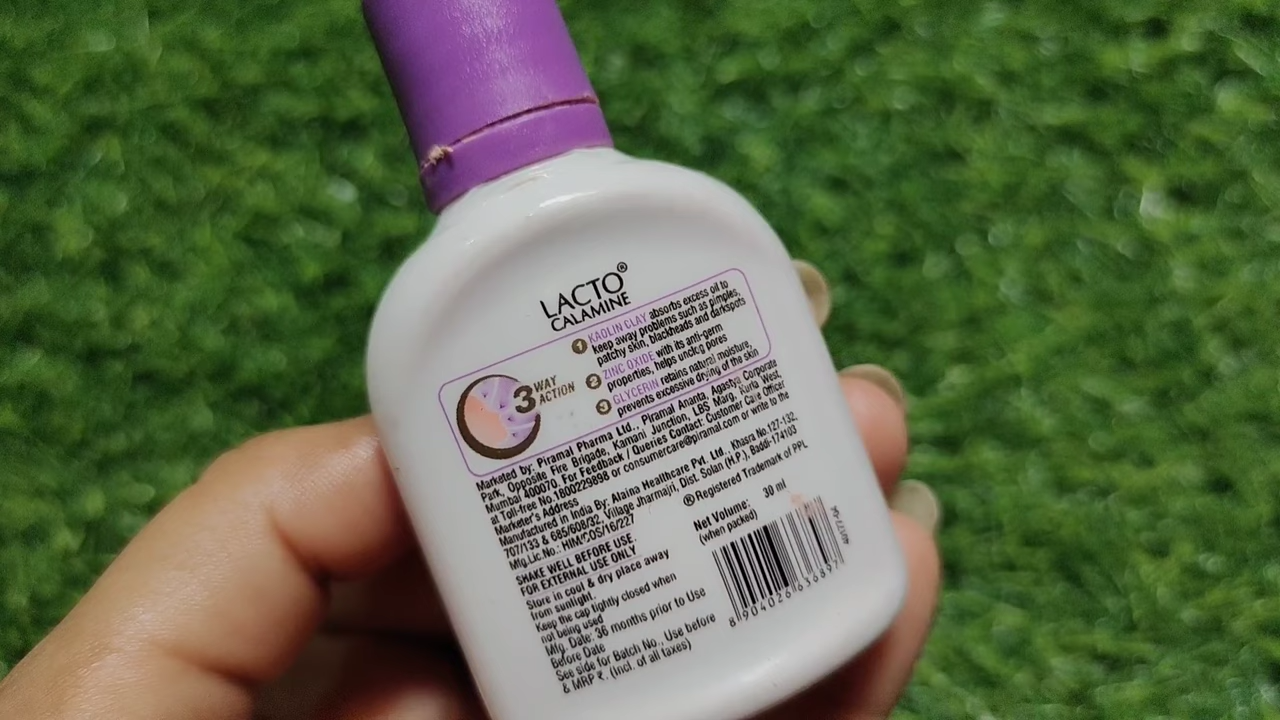 LACTO®
CALAMINE
3 WAY
ACTION
1 KAOLIN CLAY absorbs excess oil to
keep away problems such as pimples,
patchy skin, blackheads and darkspots
2 ZINC OXIDE with its anti-germ
properties, helps unclog pores
3 GLYCERIN retains natural moisture,
prevents excessive drying of the skin
Marketed by: Piramal Pharma Ltd., Piramal Ananta, Agastya Corporate
Park, Opposite Fire Brigade, Kamani Junction, LBS Marg, Kurla West,
Mumbai 400070. For Feedback / Queries Contact: Customer Care Officer
at Toll-free No.1800229898 or consumercare@piramal.com or write to the
Marketer's Address
Manufactured in India By: Alaina Healthcare Pvt. Ltd., Khasra No.127-132,
707/133 & 685/608/32, Village Jharmajri, Dist. Solan (H.P.), Baddi-174103
Mfg.Lic.No.: HIM/COS/16/227
® Registered Trademark of PPL
SHAKE WELL BEFORE USE.
FOR EXTERNAL USE ONLY
Store in cool & dry place away
from sunlight.
Keep the cap tightly closed when
not being used
Mfg. Date: 36 months prior to Use
Before Date
See side for Batch No., Use before
& MRP ₹. (Incl. of all taxes)
Net Volume: 30 ml
(when packed)